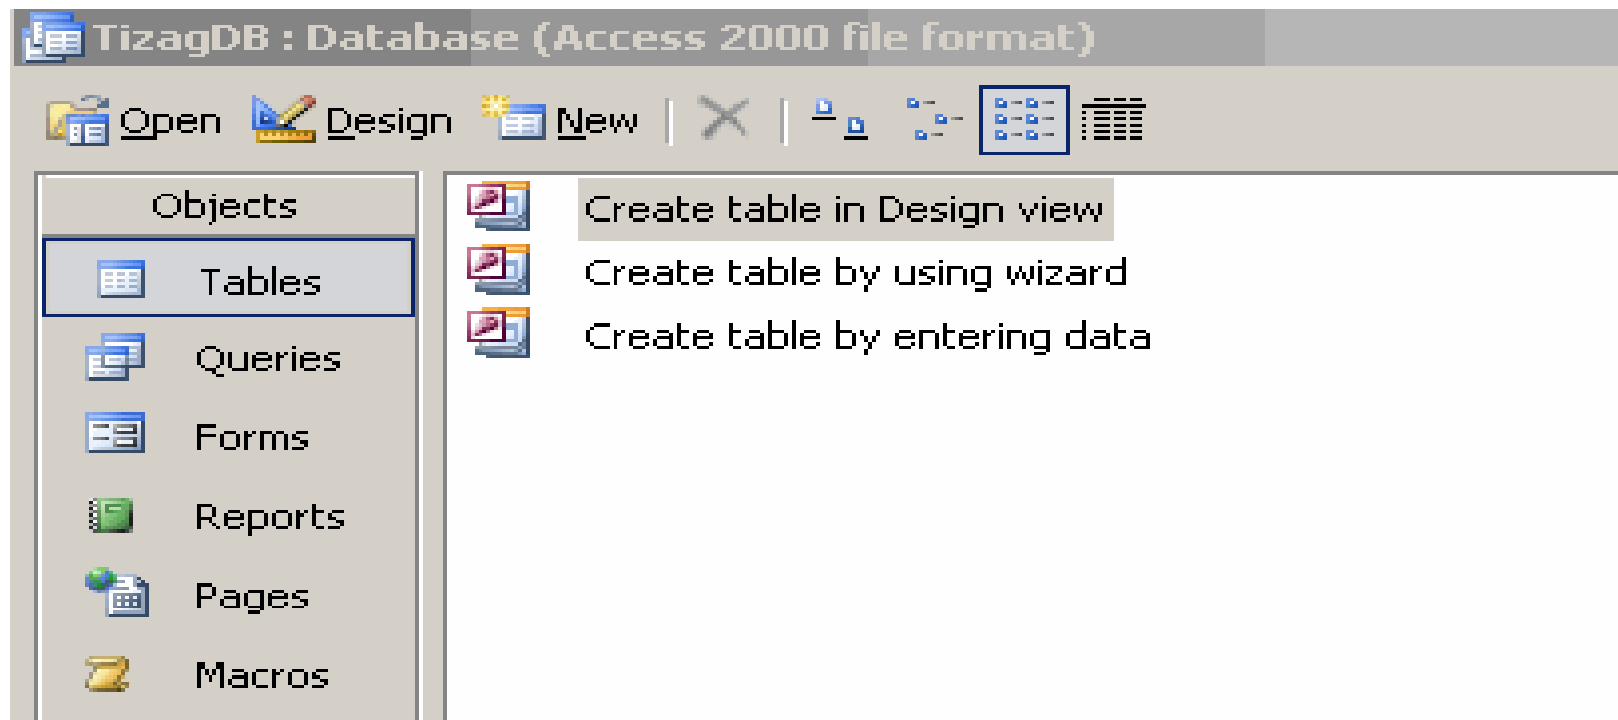 TizagDB : Database (Access 2000 file format)
Open Design New
Objects
Tables
Queries
Forms
Reports
Pages
Macros
Create table in Design view
Create table by using wizard
Create table by entering data